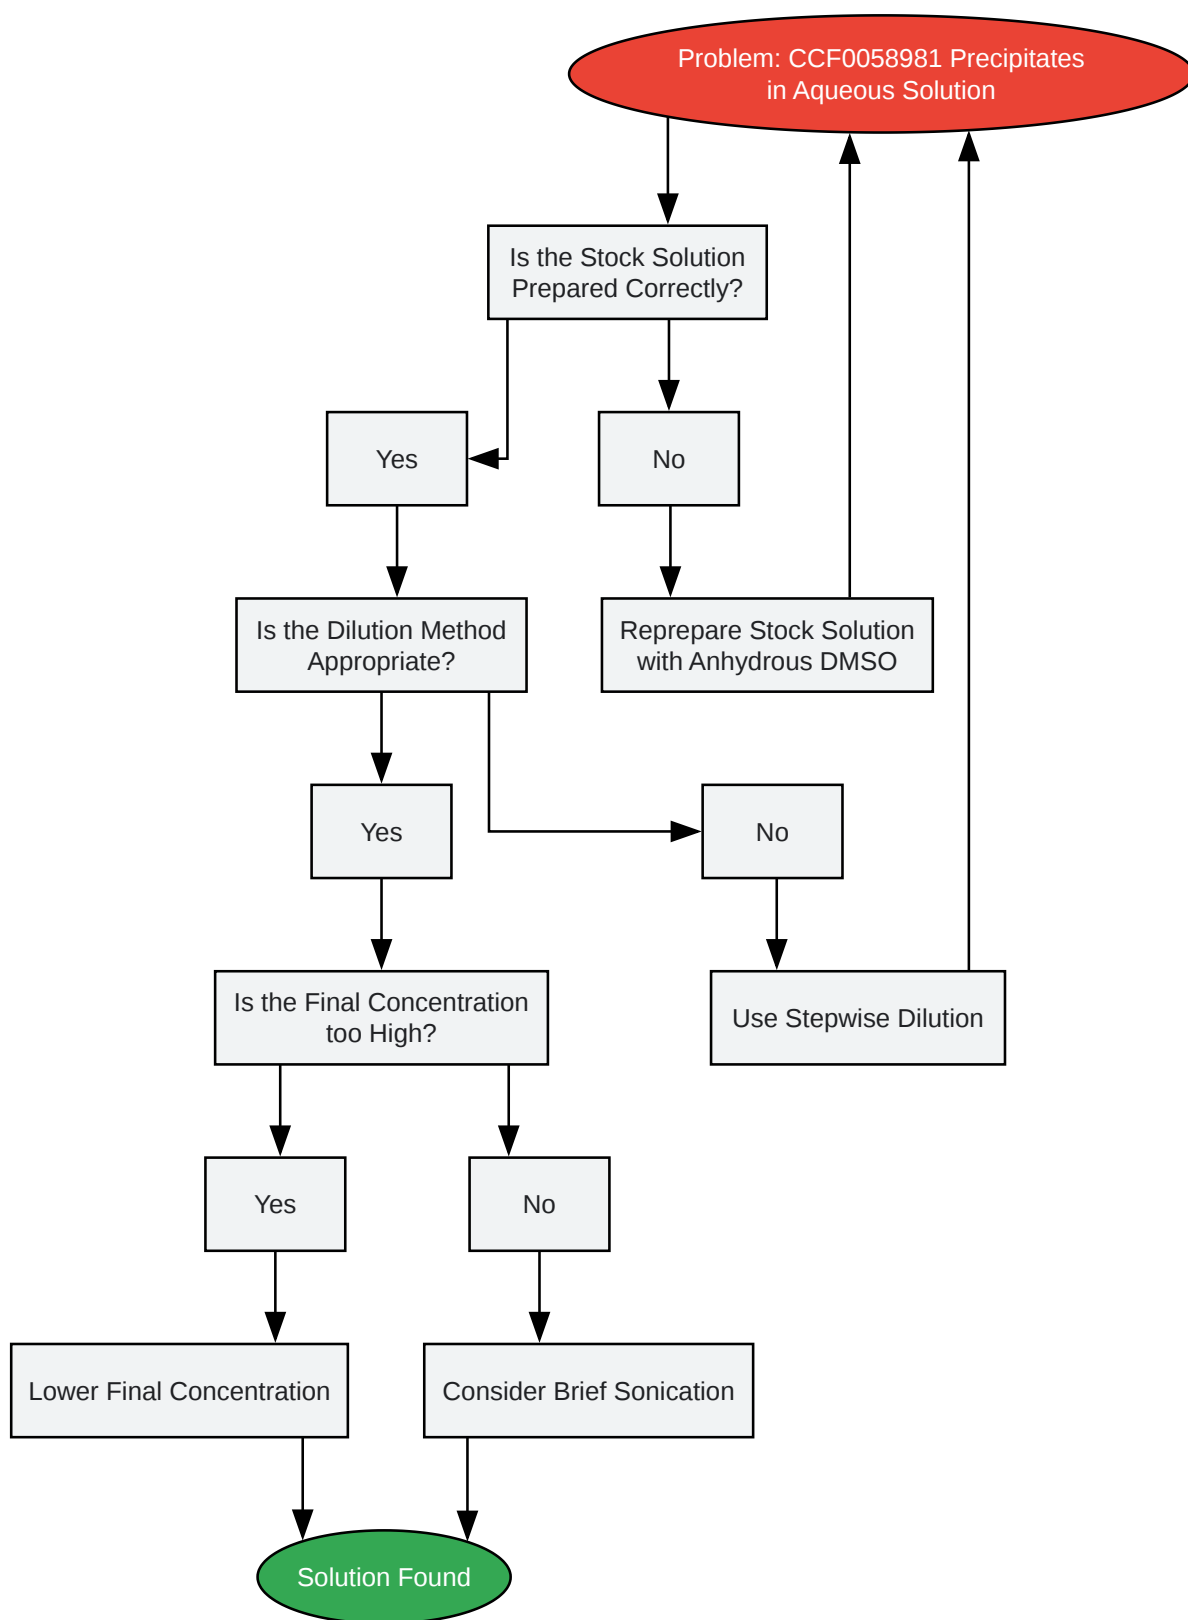 Problem: CCF0058981 Precipitates
in Aqueous Solution
Is the Stock Solution
Prepared Correctly?
Yes
No
Is the Dilution Method
Appropriate?
Reprepare Stock Solution
with Anhydrous DMSO
Yes
No
Is the Final Concentration
too High?
Use Stepwise Dilution
Yes
No
Lower Final Concentration
Consider Brief Sonication
Solution Found